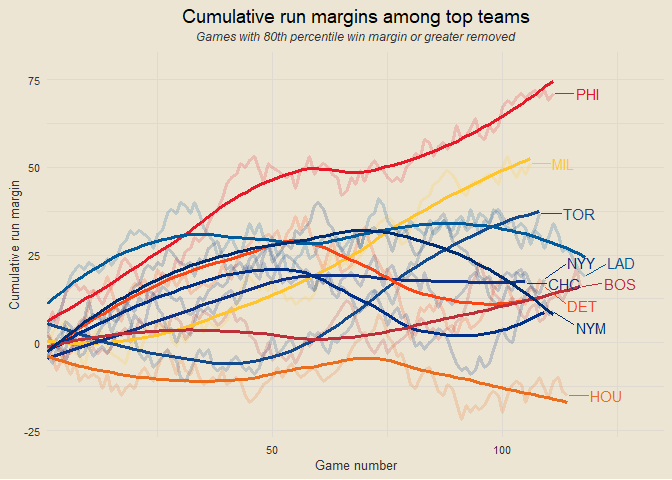 Cumulative run margins among top teams
Games with 80th percentile win margin or greater removed
75
PHI
50
MIL
TOR
25
NYY
LAD
CHC
BOS
DET
NYM
0
HOU
-25
50
100
Game number
Cumulative run margin